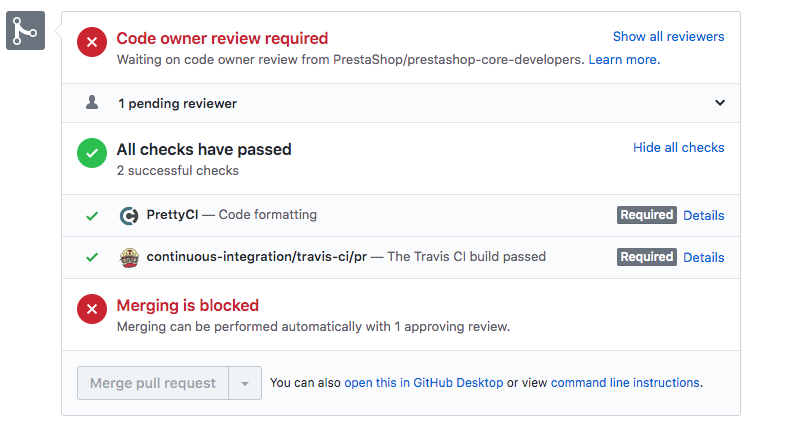 Code owner review required
Show all reviewers
Waiting on code owner review from PrestaShop/prestashop-core-developers. Learn more.
1 pending reviewer
All checks have passed
Hide all checks
2 successful checks
PrettyCI — Code formatting
Required Details
continuous-integration/travis-ci/pr — The Travis CI build passed
Required Details
Merging is blocked
Merging can be performed automatically with 1 approving review.
Merge pull request
You can also open this in GitHub Desktop or view command line instructions.